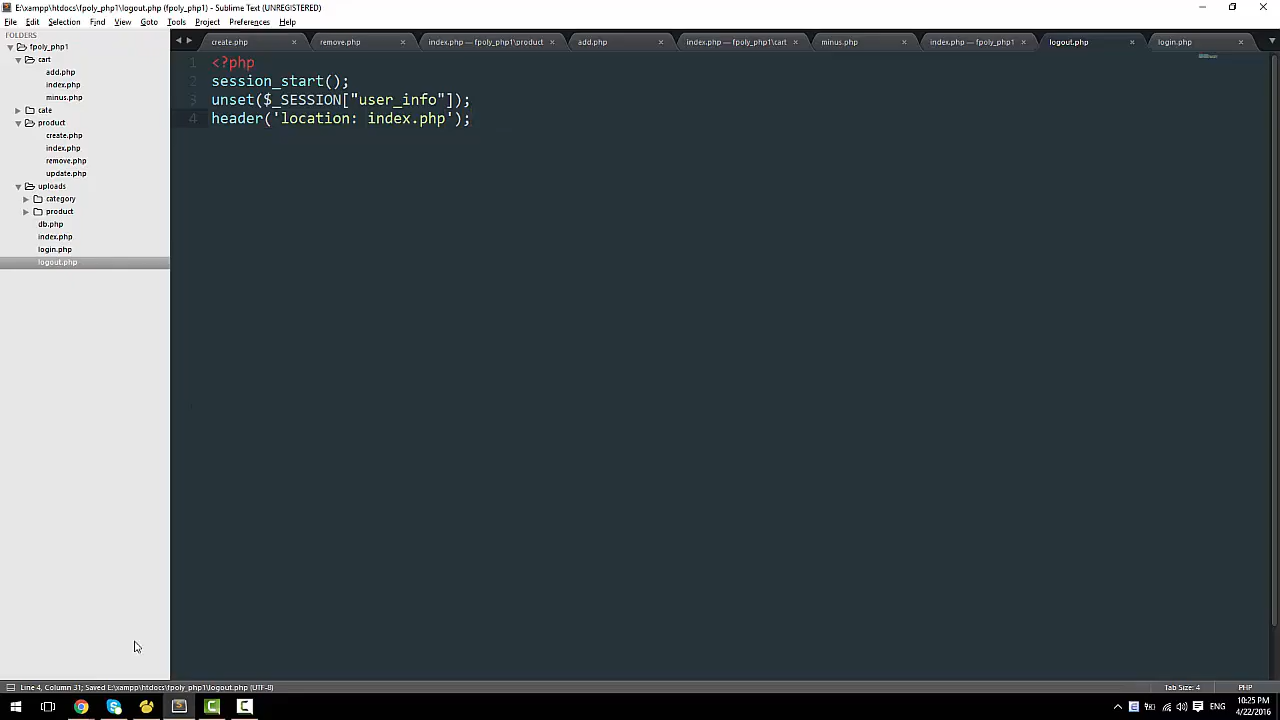 E:\xampp\htdocs\fpoly_php1\logout.php (fpoly_php1) - Sublime Text (UNREGISTERED)
File Edit Selection Find View Goto Tools Project Preferences Help
FOLDERS
fpoly_php1
cart
add.php
index.php
minus.php
cate
product
create.php
index.php
remove.php
update.php
uploads
category
product
db.php
index.php
login.php
logout.php
create.php
remove.php
index.php — fpoly_php1\product
add.php
index.php — fpoly_php1\cart
minus.php
index.php — fpoly_php1
logout.php
login.php
1 <?php
2 session_start();
3 unset($_SESSION["user_info"]);
4 header('location: index.php');
Line 4, Column 31; Saved E:\xampp\htdocs\fpoly_php1\logout.php (UTF-8)
Tab Size: 4
PHP
ENG
10:25 PM
4/22/2016